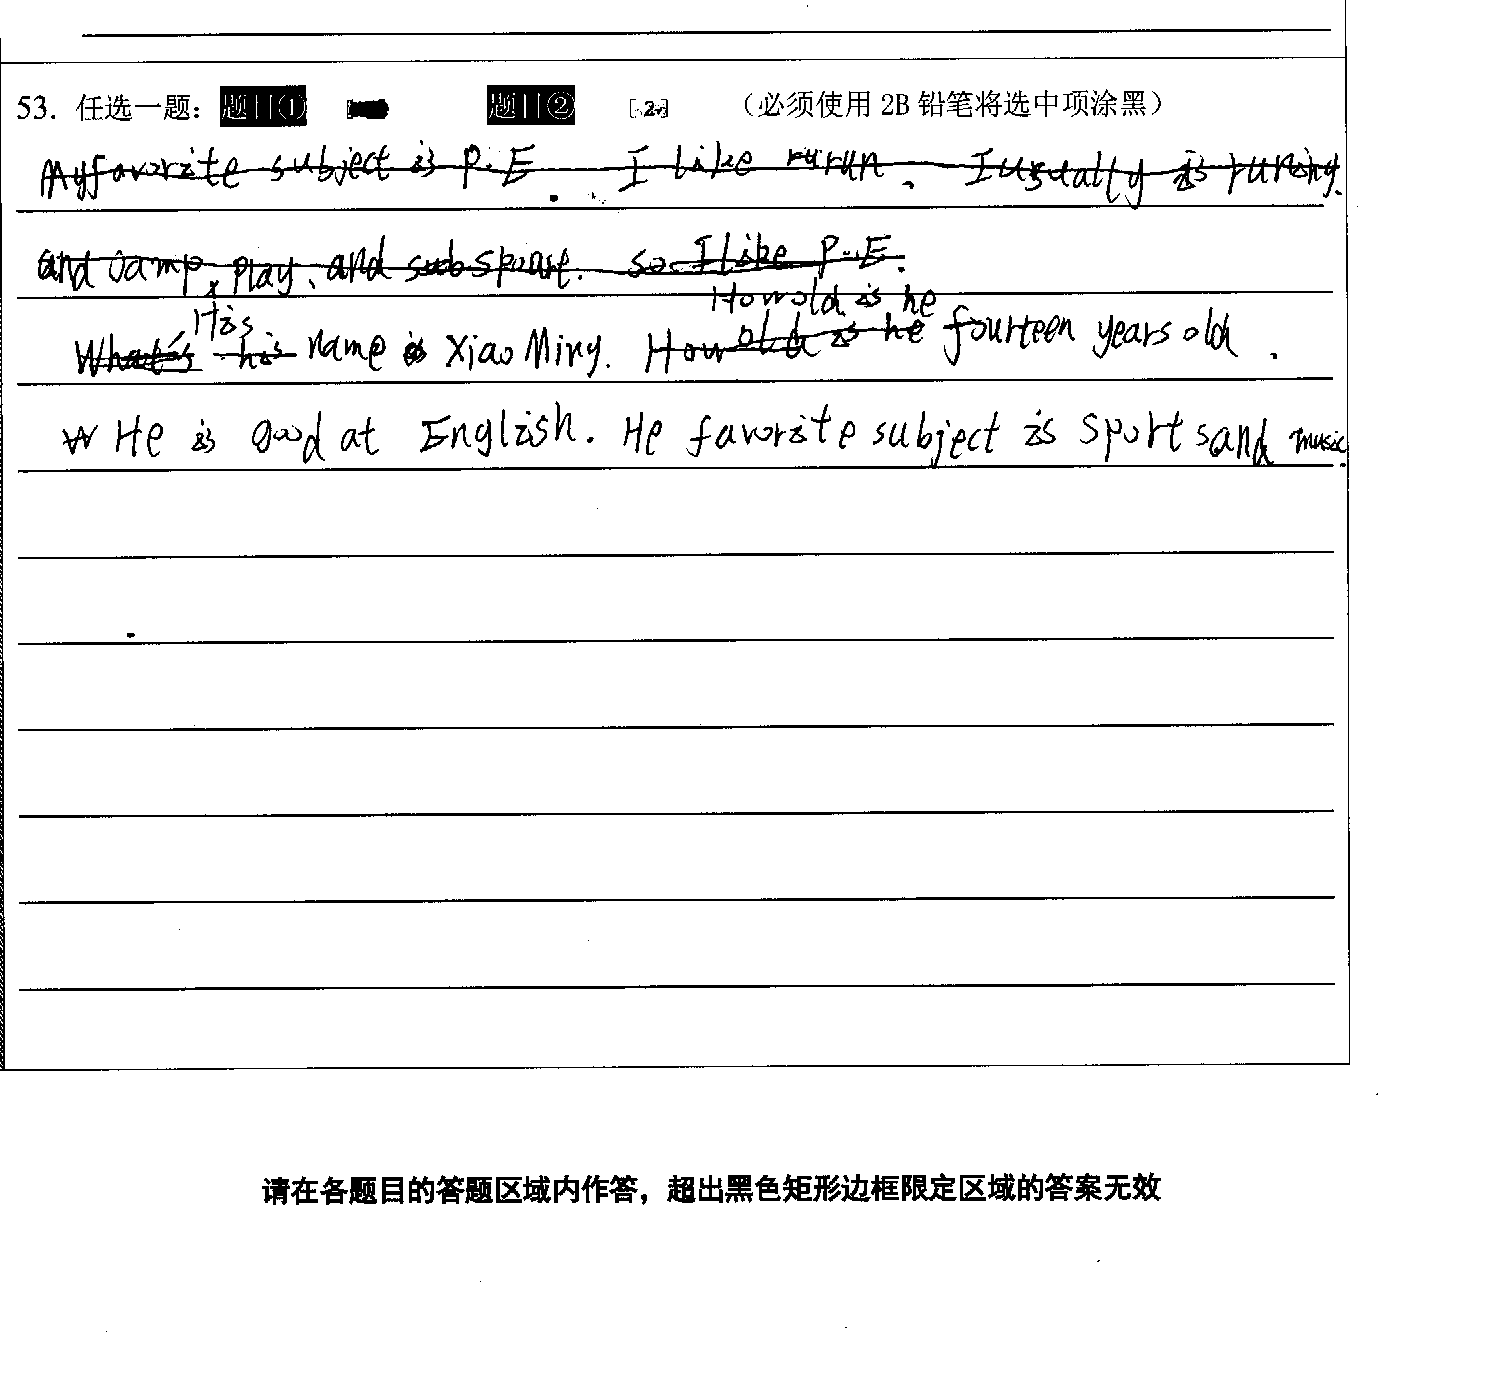 53. 任选一题： 题目① 题目② [2] （必须使用 2B 铅笔将选中项涂黑）
My favorite subject is P.E. I like rurun. I usually is runing.
and Jamp, play, and sub sponst. so I like P.E.
His How old is he
What's his name is Xiao Miny. How old is he fourteen years old.
W He is good at English. He favorite subject is sports and music.
请在各题目的答题区域内作答，超出黑色矩形边框限定区域的答案无效